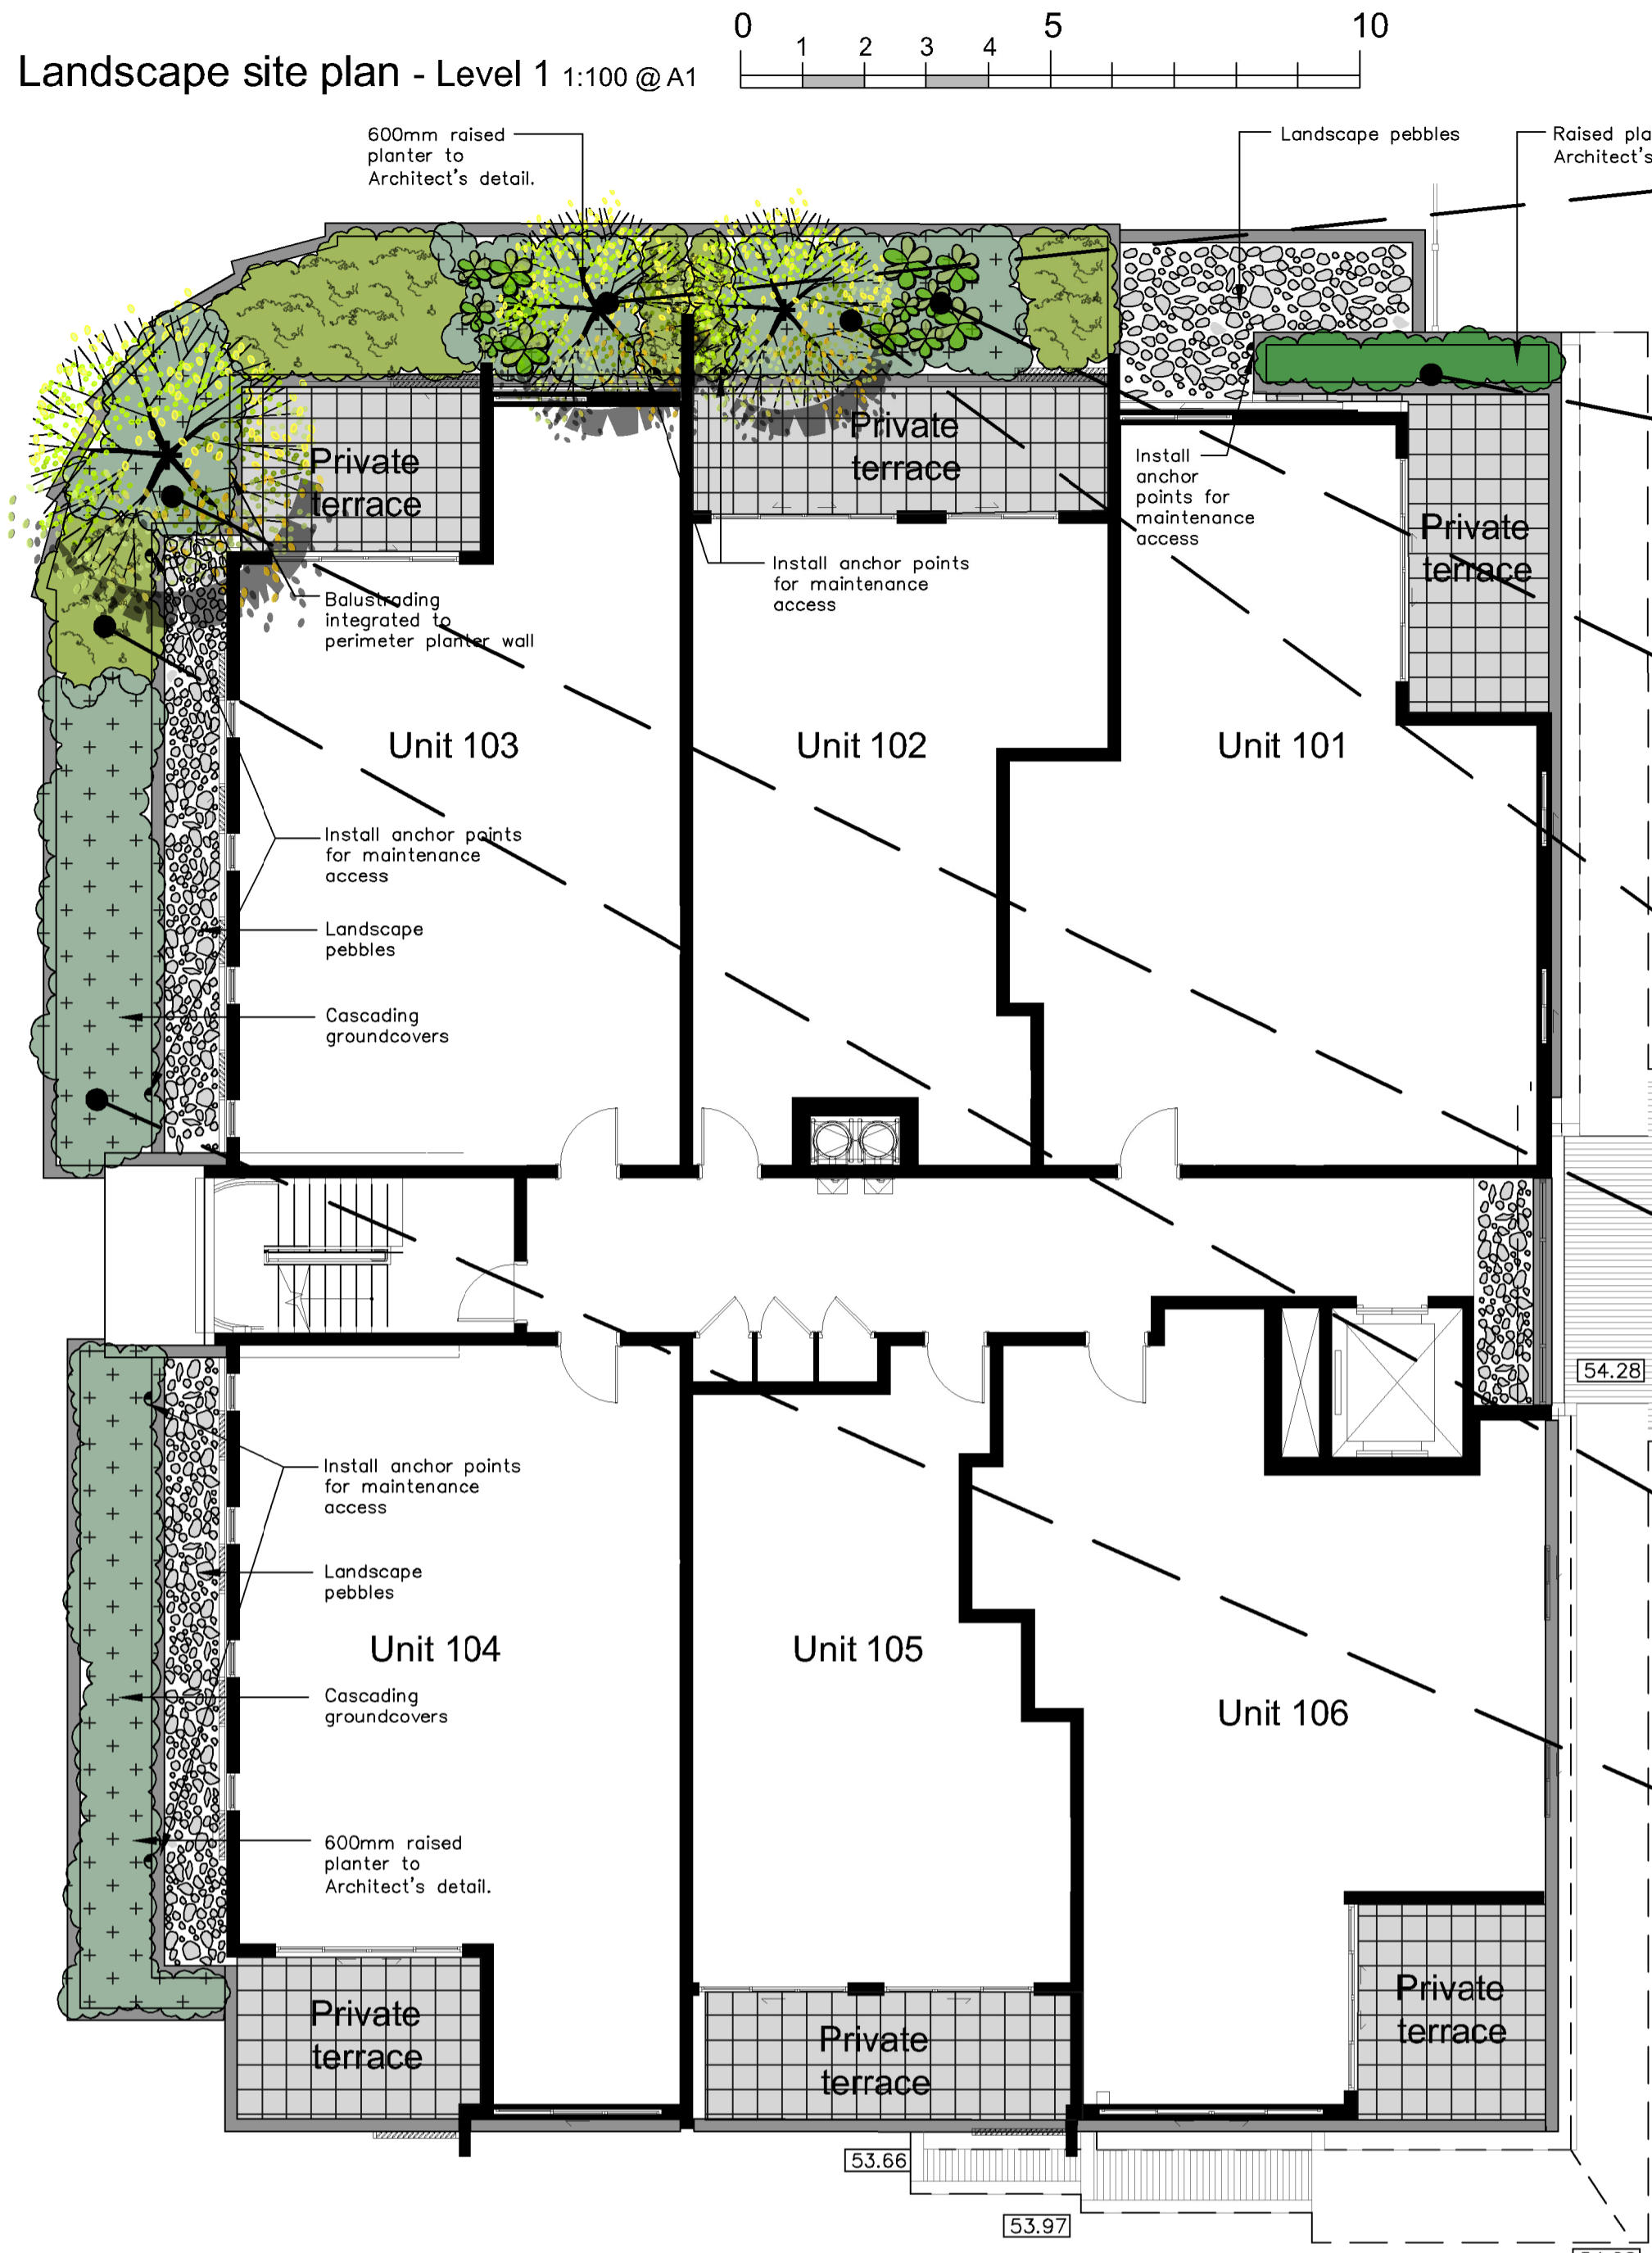 0 5 10
1 2 3 4
Landscape site plan - Level 1 1:100 @ A1
600mm raised
planter to
Architect's detail.
Landscape pebbles
Raised
Architect's
Private
terrace
Private
terrace
Install
anchor
points for
maintenance
access
Private
terrace
Install anchor points
for maintenance
access
Balustrading
integrated to
perimeter planter wall
Unit 103
Unit 102
Unit 101
Install anchor points
for maintenance
access
Landscape
pebbles
Cascading
groundcovers
54.28
Install anchor points
for maintenance
access
Landscape
pebbles
Unit 104
Unit 105
Cascading
groundcovers
Unit 106
600mm raised
planter to
Architect's detail.
Private
terrace
Private
terrace
Private
terrace
53.66
53.97